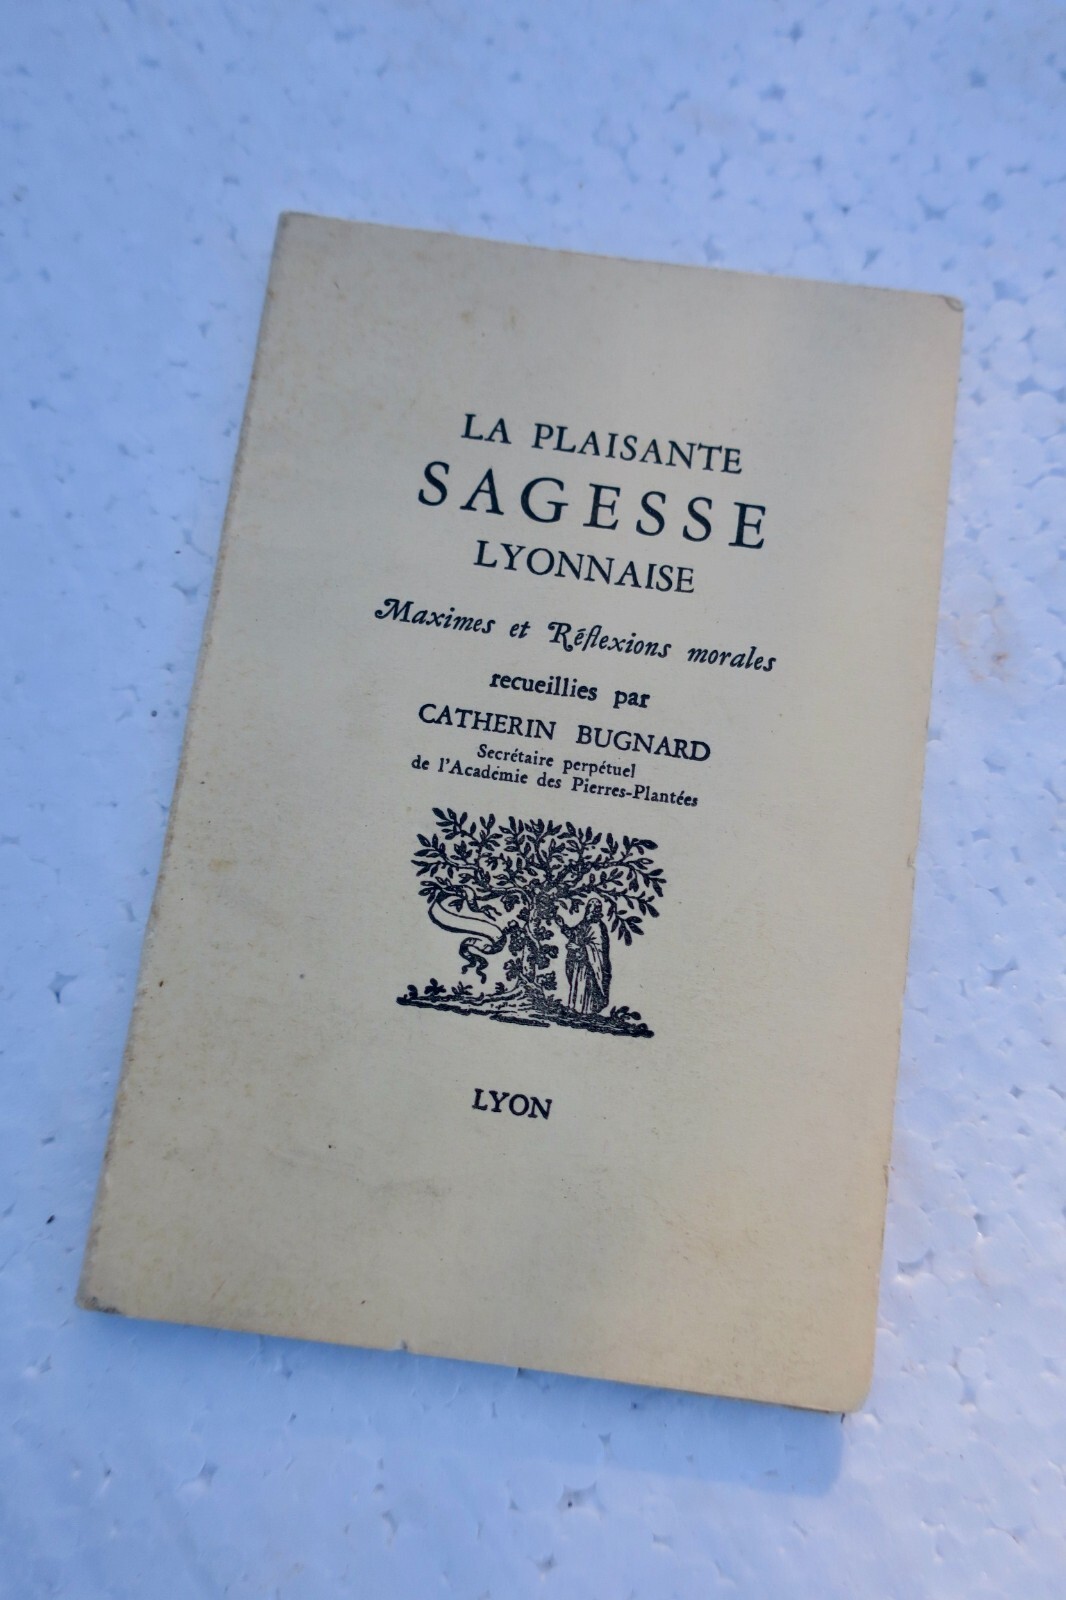 LA PLAISANTE
SAGESSE
LYONNAISE
Maximes et Réflexions morales
recueillies par
CATHERIN BUGNARD
Secrétaire perpétuel
de l'Académie des Pierres-Plantées
LYON